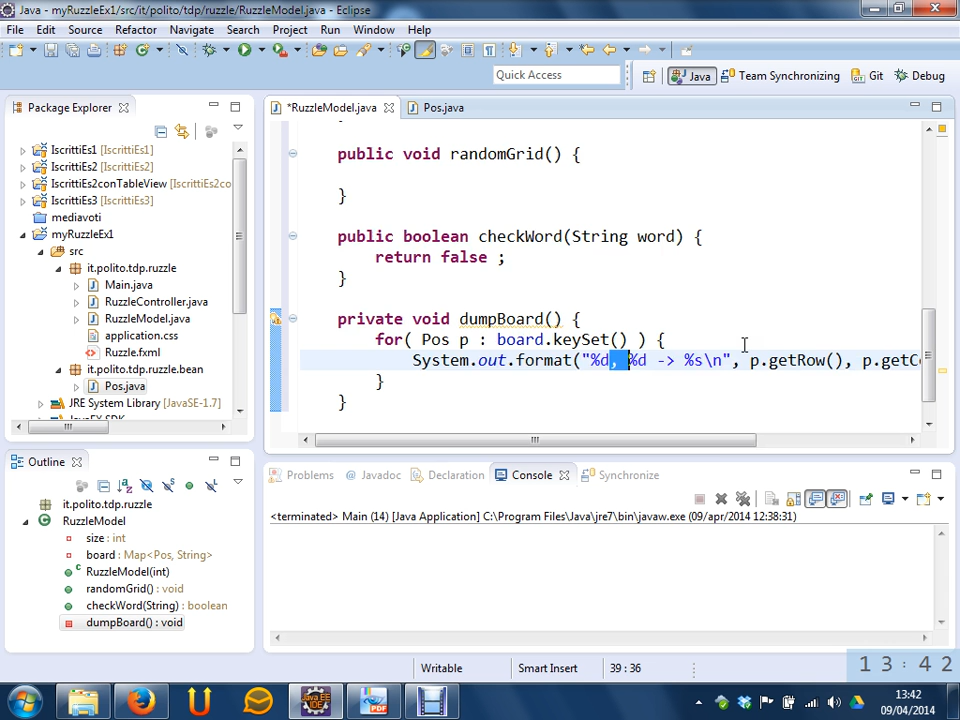 Java - myRuzzleEx1/src/it/polito/tdp/ruzzle/RuzzleModel.java - Eclipse
File Edit Source Refactor Navigate Search Project Run Window Help
Quick Access
Java
Team Synchronizing
Git
Debug
Package Explorer
IscrittiEs1 [IscrittiEs1]
IscrittiEs2 [IscrittiEs2]
IscrittiEs2conTableView [IscrittiEs2co
IscrittiEs3 [IscrittiEs3]
mediavoti
myRuzzleEx1
src
it.polito.tdp.ruzzle
Main.java
RuzzleController.java
RuzzleModel.java
application.css
Ruzzle.fxml
it.polito.tdp.ruzzle.bean
Pos.java
JRE System Library [JavaSE-1.7]
*RuzzleModel.java
Pos.java
}
public void randomGrid() {
}
public boolean checkWord(String word) {
return false ;
}
private void dumpBoard() {
for( Pos p : board.keySet() ) {
System.out.format("%d, %d -> %s\n", p.getRow(), p.getCo
}
}
Outline
it.polito.tdp.ruzzle
RuzzleModel
size : int
board : Map<Pos, String>
RuzzleModel(int)
randomGrid() : void
checkWord(String) : boolean
dumpBoard() : void
Problems @ Javadoc Declaration Console Synchronize
<terminated> Main (14) [Java Application] C:\Program Files\Java\jre7\bin\javaw.exe (09/apr/2014 12:38:31)
Writable
Smart Insert
39 : 36
13:42
13:42
09/04/2014